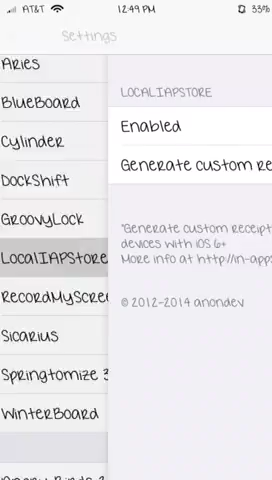 AT&T 12:49 PM 33%
Settings
Aries
BlueBoard
Cylinder
DockShift
GroovyLock
LocalIAPStore
RecordMyScree
Sicarius
Springtomize 3
WinterBoard
LOCALIAPSTORE
Enabled
Generate custom re
"Generate custom receipt
devices with iOS 6+
More info at http://in-apps
© 2012-2014 anondev